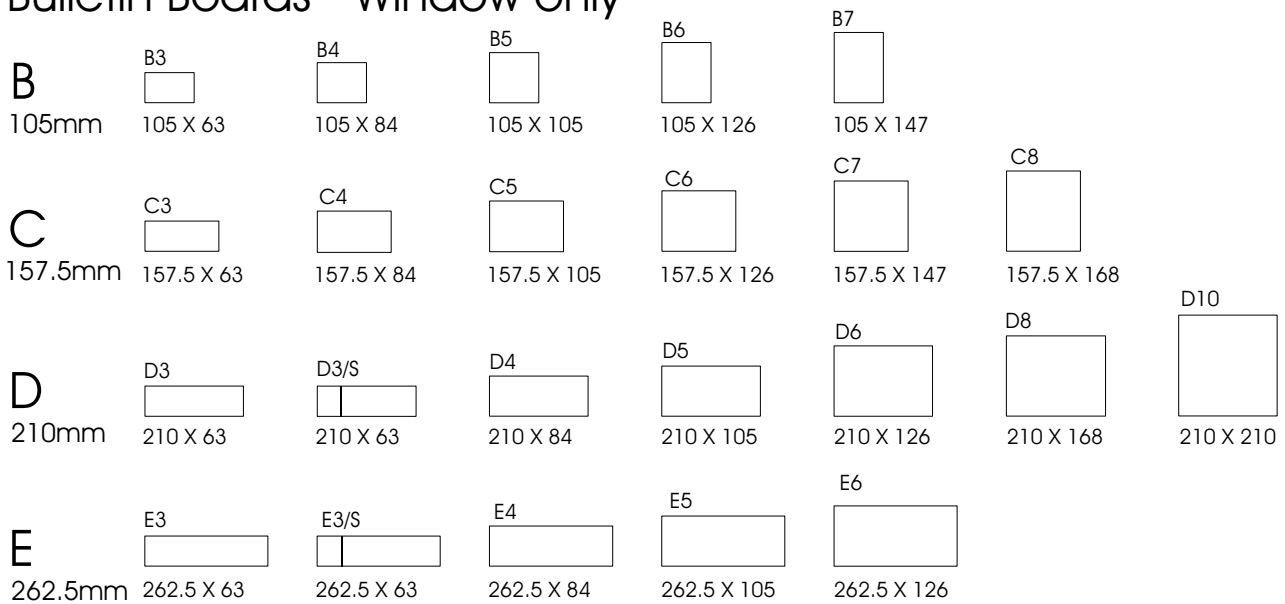 Bulletin Boards - Window only
B3 B4 B5 B6 B7
B
105mm 105 X 63 105 X 84 105 X 105 105 X 126 105 X 147
C3 C4 C5 C6 C7 C8
C
157.5mm 157.5 X 63 157.5 X 84 157.5 X 105 157.5 X 126 157.5 X 147 157.5 X 168
D3 D3/S D4 D5 D6 D8 D10
D
210mm 210 X 63 210 X 63 210 X 84 210 X 105 210 X 126 210 X 168 210 X 210
E3 E3/S E4 E5 E6
E
262.5mm 262.5 X 63 262.5 X 63 262.5 X 84 262.5 X 105 262.5 X 126